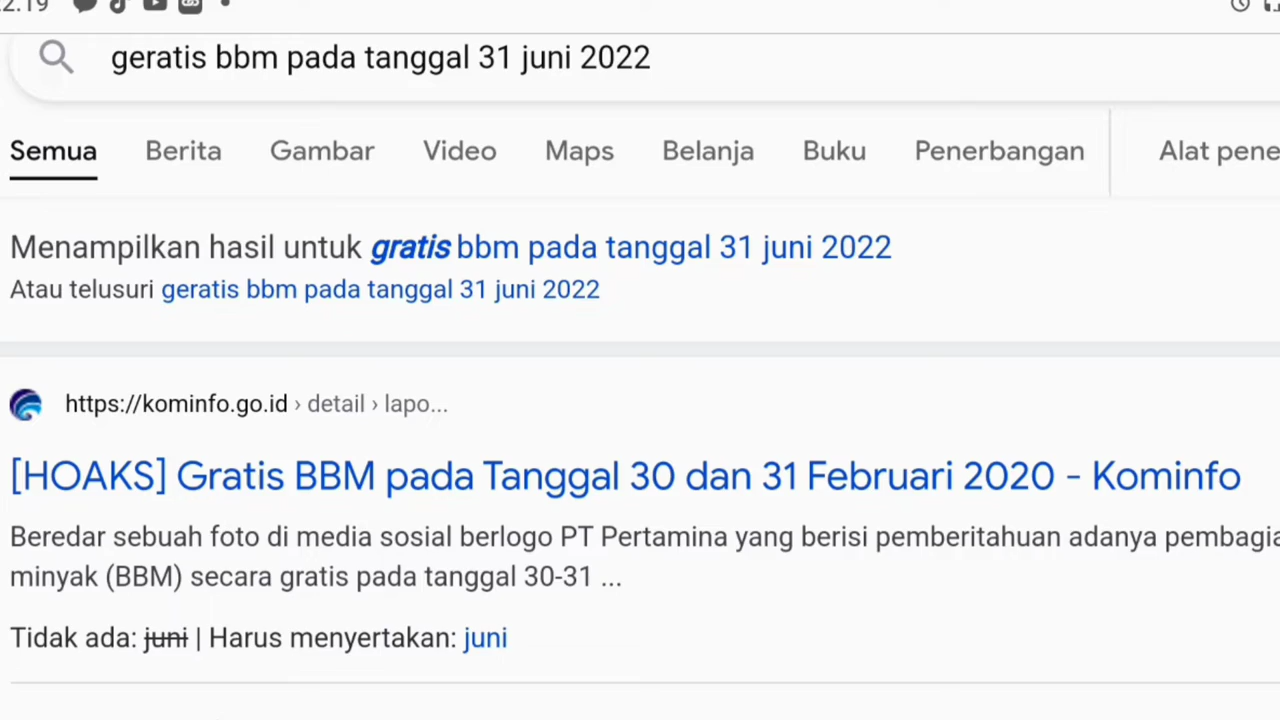 geratis bbm pada tanggal 31 juni 2022
Semua Berita Gambar Video Maps Belanja Buku Penerbangan Alat pene
Menampilkan hasil untuk gratis bbm pada tanggal 31 juni 2022
Atau telusuri geratis bbm pada tanggal 31 juni 2022
https://kominfo.go.id › detail › lapo...
[HOAKS] Gratis BBM pada Tanggal 30 dan 31 Februari 2020 - Kominfo
Beredar sebuah foto di media sosial berlogo PT Pertamina yang berisi pemberitahuan adanya pembagia
minyak (BBM) secara gratis pada tanggal 30-31 ...
Tidak ada: juni | Harus menyertakan: juni